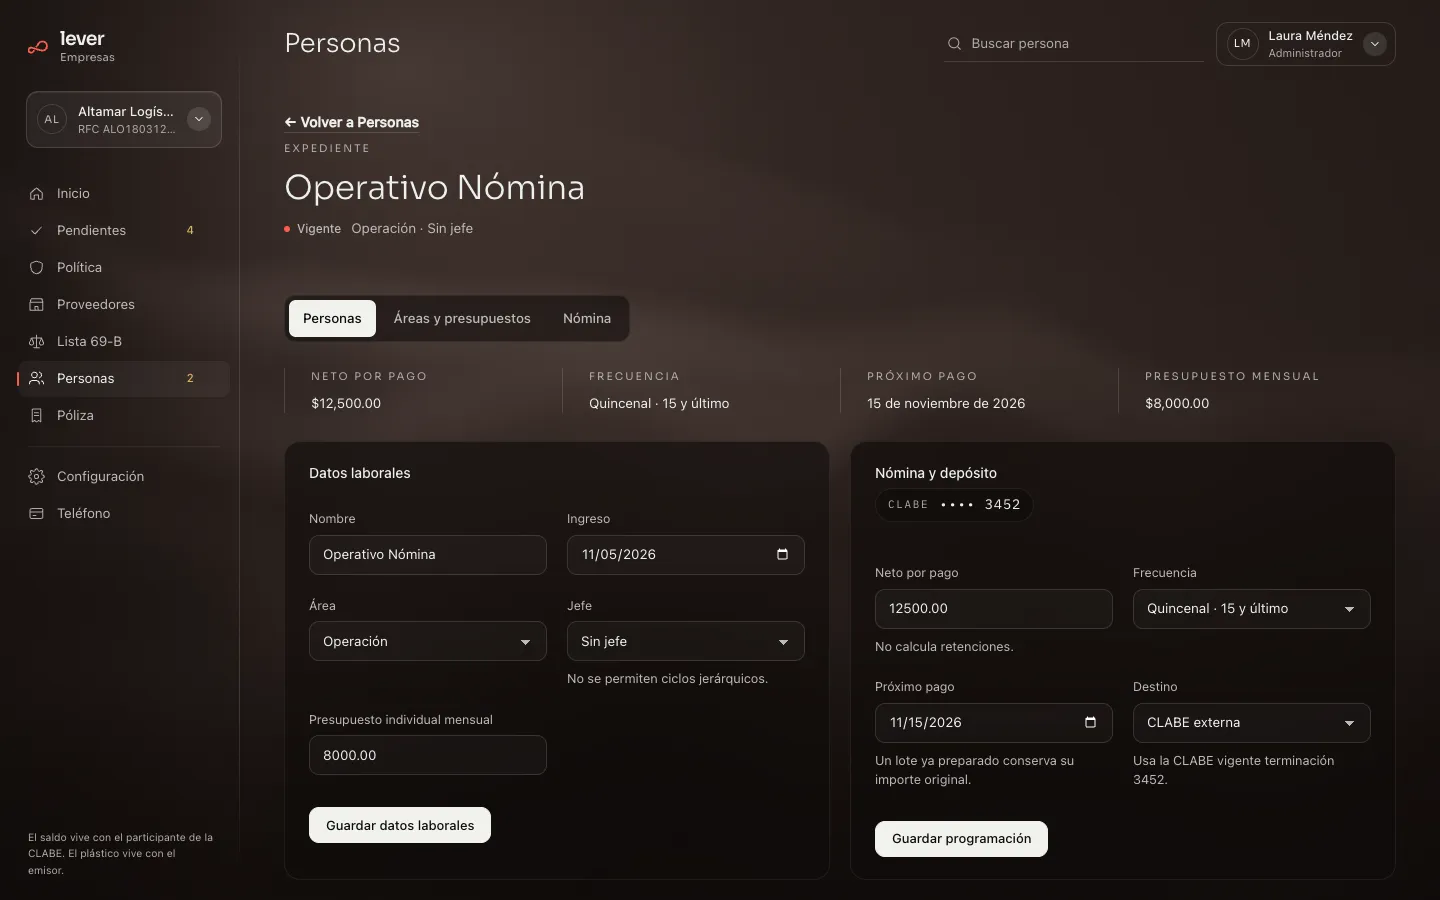 lever
Empresas
AL
Altamar Logís...
RFC ALO180312...
Inicio
Pendientes 4
Política
Proveedores
Lista 69-B
Personas 2
Póliza
Configuración
Teléfono
El saldo vive con el participante de la
CLABE. El plástico vive con el
emisor.
Personas
Buscar persona
LM
Laura Méndez
Administrador
← Volver a Personas
EXPEDIENTE
Operativo Nómina
Vigente Operación · Sin jefe
Personas Áreas y presupuestos Nómina
NETO POR PAGO
$12,500.00
FRECUENCIA
Quincenal · 15 y último
PRÓXIMO PAGO
15 de noviembre de 2026
PRESUPUESTO MENSUAL
$8,000.00
Datos laborales
Nombre
Operativo Nómina
Ingreso
11/05/2026
Área
Operación
Jefe
Sin jefe
No se permiten ciclos jerárquicos.
Presupuesto individual mensual
8000.00
Guardar datos laborales
Nómina y depósito
CLABE •••• 3452
Neto por pago
12500.00
No calcula retenciones.
Frecuencia
Quincenal · 15 y último
Próximo pago
11/15/2026
Un lote ya preparado conserva su
importe original.
Destino
CLABE externa
Usa la CLABE vigente terminación
3452.
Guardar programación